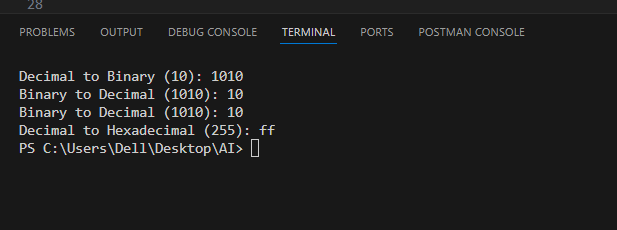 28
PROBLEMS OUTPUT DEBUG CONSOLE TERMINAL PORTS POSTMAN CONSOLE
Decimal to Binary (10): 1010
Binary to Decimal (1010): 10
Binary to Decimal (1010): 10
Decimal to Hexadecimal (255): ff
PS C:\Users\Dell\Desktop\AI>